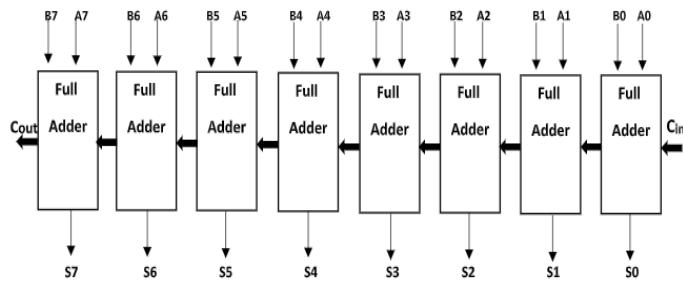 B7 A7 B6 A6 B5 A5 B4 A4 B3 A3 B2 A2 B1 A1 B0 A0
Full Full Full Full Full Full Full Full
Cout Adder Adder Adder Adder Adder Adder Adder Adder Cin
S7 S6 S5 S4 S3 S2 S1 S0